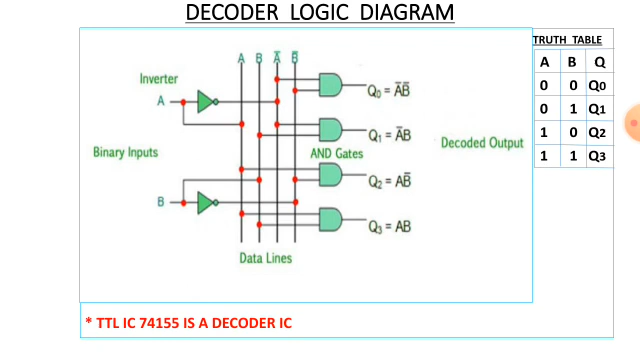 DECODER LOGIC DIAGRAM
TRUTH TABLE
A B Q
0 0 Q0
0 1 Q1
1 0 Q2
1 1 Q3
A B A̅ B̅
Inverter
A
Q₀ = A̅B̅
Q₁ = A̅B
Decoded Output
Binary Inputs
AND Gates
Q₂ = AB̅
B
Q₃ = AB
Data Lines
* TTL IC 74155 IS A DECODER IC